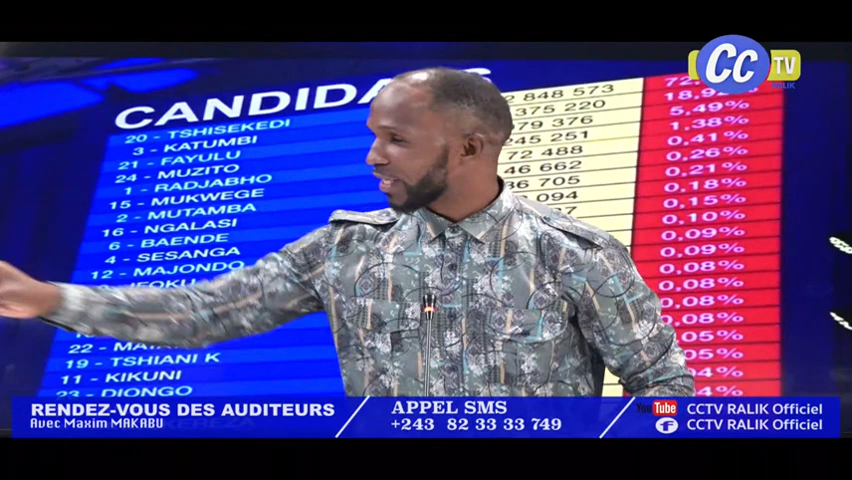 CC TV
RALIK
CANDIDA
20 - TSHISEKEDI
3 - KATUMBI
21 - FAYULU
24 - MUZITO
1 - RADJABHO
15 - MUKWEGE
2 - MUTAMBA
16 - NGALASI
6 - BAENDE
4 - SESANGA
12 - MAJONDO
22 -
19 - TSHIANI K
11 - KIKUNI
23 - DIONGO
848 573
375 220
379 376
245 251
72 488
46 662
36 705
094
72,
18,92%
5,49%
1,38%
0,41%
0,26%
0,21%
0,18%
0,15%
0,10%
0,09%
0,09%
0,08%
0,08%
0,08%
05%
05%
04%
4%
RENDEZ-VOUS DES AUDITEURS
Avec Maxim MAKABU
APPEL SMS
+243 82 33 33 749
YouTube CCTV RALIK Officiel
f CCTV RALIK Officiel